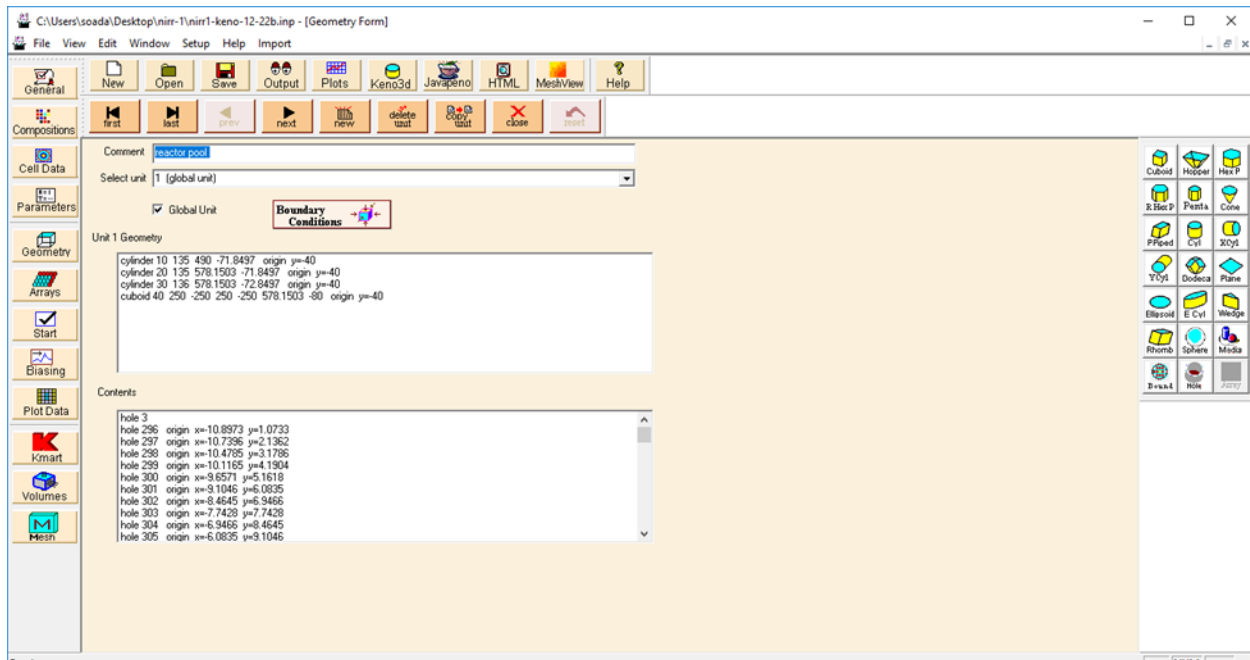 C:\Users\soada\Desktop\nirr-1\nirr1-keno-12-22b.inp - [Geometry Form]
File View Edit Window Setup Help Import
General
New Open Save Output Plots Keno3d Javapeno HTML MeshView Help
Compositions
first last prev next new delete unit copy unit close reset
Comment reactor pool
Select unit 1 (global unit)
Global Unit Boundary Conditions
Unit 1 Geometry
cylinder 10 135 490 -71.8497 origin y=-40
cylinder 20 135 578.1503 -71.8497 origin y=-40
cylinder 30 136 578.1503 -72.8497 origin y=-40
cuboid 40 250 -250 250 -250 578.1503 -80 origin y=-40
Contents
hole 3
hole 296 origin x=-10.8973 y=1.0733
hole 297 origin x=-10.7396 y=2.1362
hole 298 origin x=-10.4785 y=3.1786
hole 299 origin x=-10.1165 y=4.1904
hole 300 origin x=-9.6571 y=5.1618
hole 301 origin x=-9.1046 y=6.0835
hole 302 origin x=-8.4645 y=6.9466
hole 303 origin x=-7.7428 y=7.7428
hole 304 origin x=-6.9466 y=8.4645
hole 305 origin x=-6.0835 y=9.1046
Cell Data
Parameters
Geometry
Arrays
Start
Biasing
Plot Data
Kmart
Volumes
M
Mesh
Cuboid Hopper Hex P
R Hex P Penta Cone
PPiped Cyl XCyl
YCyl Dodeca Plane
Ellipsoid E Cyl Wedge
Rhomb Sphere Media
Bound Hole Array